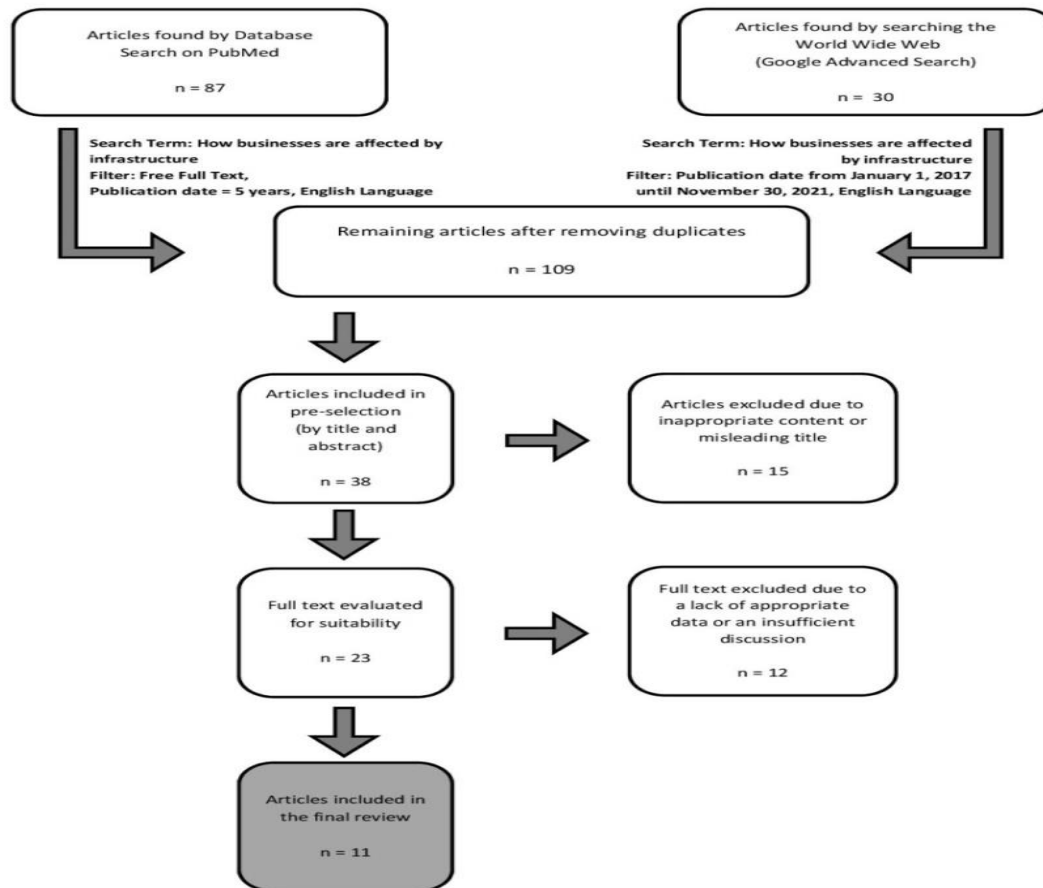 Articles found by Database
Search on PubMed
n = 87
Articles found by searching the
World Wide Web
(Google Advanced Search)
n = 30
Search Term: How businesses are affected by
infrastructure
Filter: Free Full Text,
Publication date = 5 years, English Language
Search Term: How businesses are affected
by infrastructure
Filter: Publication date from January 1, 2017
until November 30, 2021, English Language
Remaining articles after removing duplicates
n = 109
Articles included in
pre-selection
(by title and
abstract)
n = 38
Articles excluded due to
inappropriate content or
misleading title
n = 15
Full text evaluated
for suitability
n = 23
Full text excluded due to
a lack of appropriate
data or an insufficient
discussion
n = 12
Articles included in
the final review
n = 11